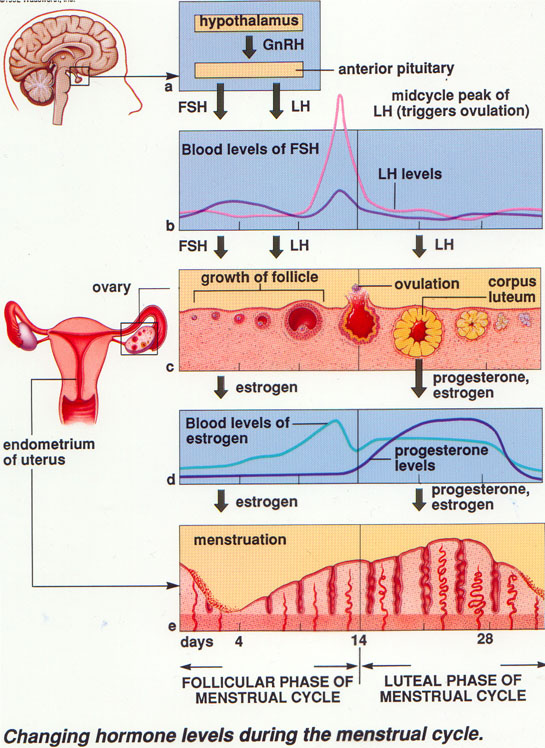 hypothalamus
GnRH
anterior pituitary
a
FSH
LH
midcycle peak of
LH (triggers ovulation)
Blood levels of FSH
LH levels
b
FSH
LH
LH
ovary
growth of follicle
ovulation
corpus
luteum
c
estrogen
progesterone,
estrogen
endometrium
of uterus
Blood levels of
estrogen
progesterone
levels
d
estrogen
progesterone,
estrogen
menstruation
e
days
4
14
28
FOLLICULAR PHASE OF
MENSTRUAL CYCLE
LUTEAL PHASE OF
MENSTRUAL CYCLE
Changing hormone levels during the menstrual cycle.